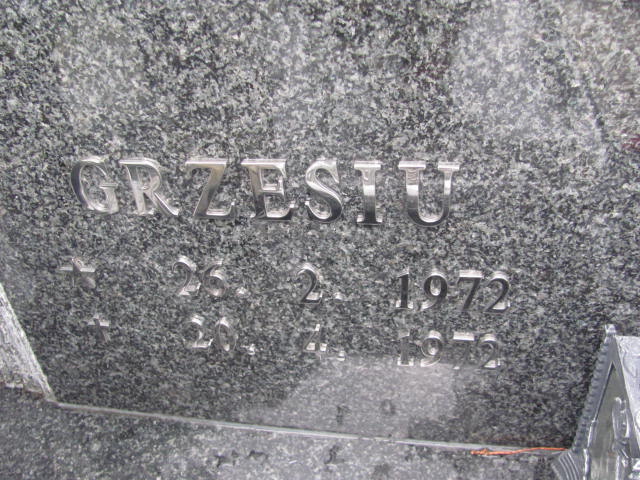 GRZESIU
★ 26. 2. 1972
✝ 20. 4. 1972